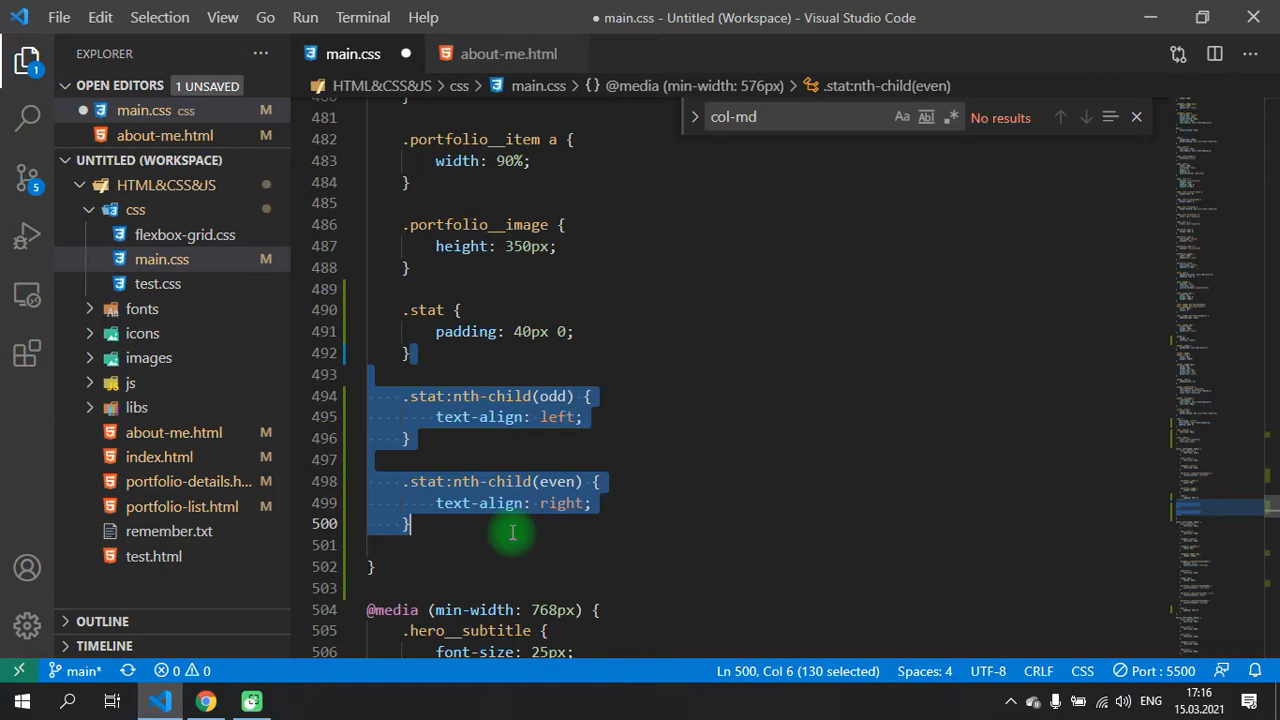 File Edit Selection View Go Run Terminal Help
● main.css - Untitled (Workspace) - Visual Studio Code
EXPLORER
OPEN EDITORS 1 UNSAVED
main.css css M
about-me.html M
UNTITLED (WORKSPACE)
HTML&CSS&JS
css
flexbox-grid.css
main.css M
test.css
fonts
icons
images
js
libs
about-me.html M
index.html M
portfolio-details.h... M
portfolio-list.html M
remember.txt
test.html
OUTLINE
TIMELINE
1
5
main.css ●
about-me.html
HTML&CSS&JS > css > main.css > {} @media (min-width: 576px) > .stat:nth-child(even)
col-md
Aa Abl No results
480 }
481
482 .portfolio__item a {
483 width: 90%;
484 }
485
486 .portfolio__image {
487 height: 350px;
488 }
489
490 .stat {
491 padding: 40px 0;
492 }
493
494 .stat:nth-child(odd) {
495 text-align: left;
496 }
497
498 .stat:nth-child(even) {
499 text-align: right;
500 }
501
502 }
503
504 @media (min-width: 768px) {
505 .hero__subtitle {
506 font-size: 25px;
main* 0 0 Ln 500, Col 6 (130 selected) Spaces: 4 UTF-8 CRLF CSS Port : 5500
ENG 17:16
15.03.2021